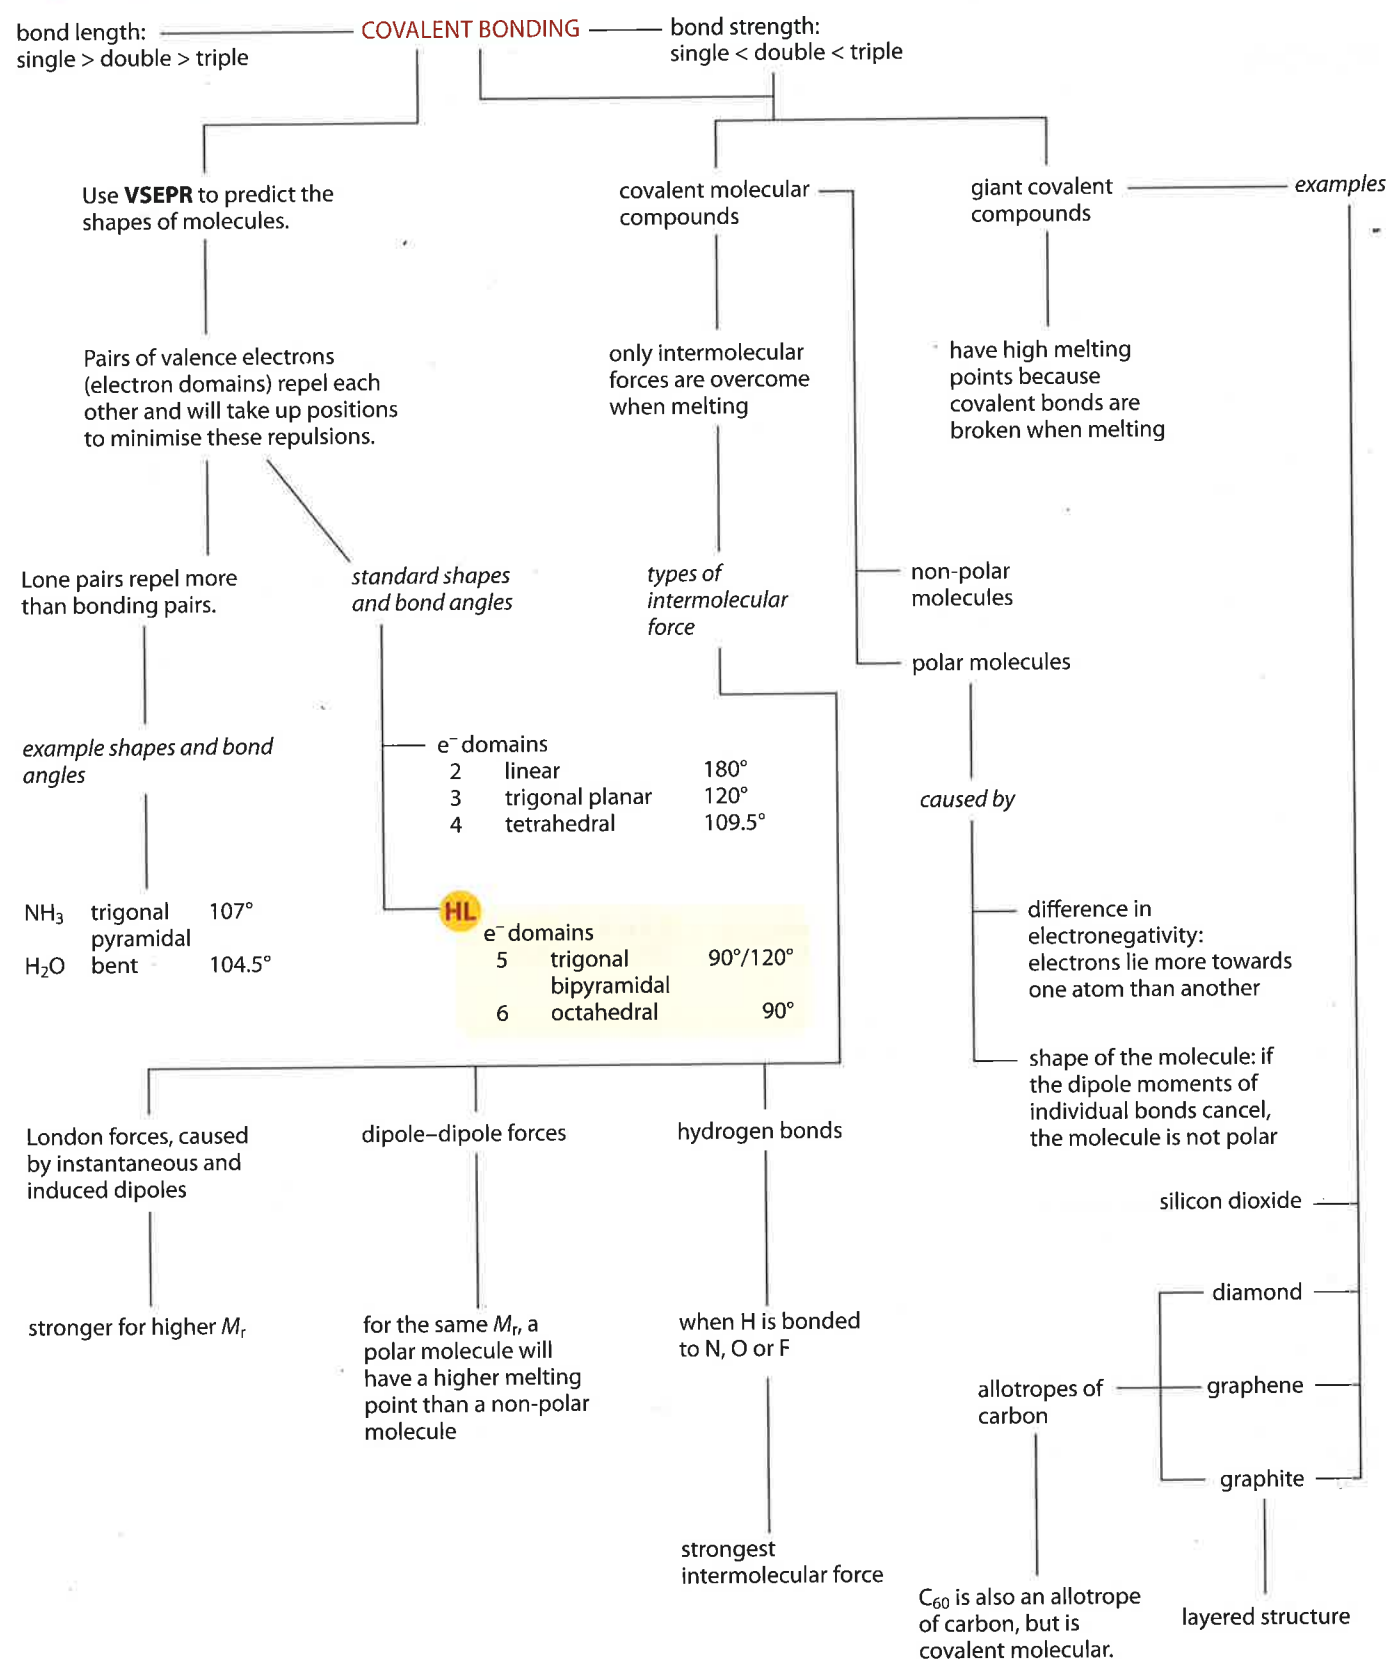 bond length:
single > double > triple
COVALENT BONDING
bond strength:
single < double < triple
Use VSEPR to predict the
shapes of molecules.
covalent molecular
compounds
giant covalent
compounds
examples
Pairs of valence electrons
(electron domains) repel each
other and will take up positions
to minimise these repulsions.
only intermolecular
forces are overcome
when melting
have high melting
points because
covalent bonds are
broken when melting
Lone pairs repel more
than bonding pairs.
standard shapes
and bond angles
types of
intermolecular
force
non-polar
molecules
polar molecules
example shapes and bond
angles
e⁻ domains
2 linear 180°
3 trigonal planar 120°
4 tetrahedral 109.5°
caused by
NH₃ trigonal 107°
pyramidal
H₂O bent 104.5°
HL
e⁻ domains
5 trigonal 90°/120°
bipyramidal
6 octahedral 90°
difference in
electronegativity:
electrons lie more towards
one atom than another
shape of the molecule: if
the dipole moments of
individual bonds cancel,
the molecule is not polar
London forces, caused
by instantaneous and
induced dipoles
dipole–dipole forces
hydrogen bonds
silicon dioxide
diamond
stronger for higher Mᵣ
for the same Mᵣ, a
polar molecule will
have a higher melting
point than a non-polar
molecule
when H is bonded
to N, O or F
allotropes of
carbon
graphene
graphite
strongest
intermolecular force
C₆₀ is also an allotrope
of carbon, but is
covalent molecular.
layered structure